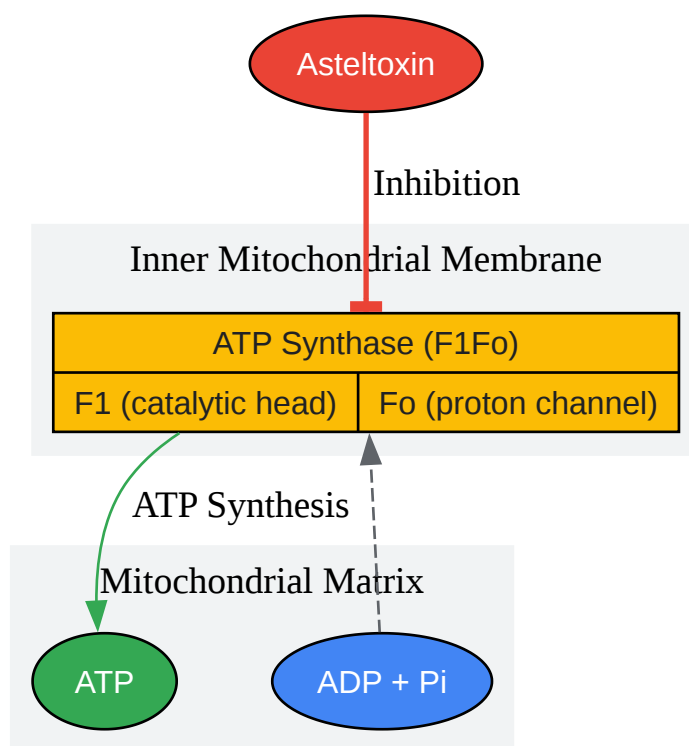 Asteltoxin
Inhibition
Inner Mitochondrial Membrane
ATP Synthase (F1Fo)
F1 (catalytic head)
Fo (proton channel)
ATP Synthesis
Mitochondrial Matrix
ATP
ADP + Pi